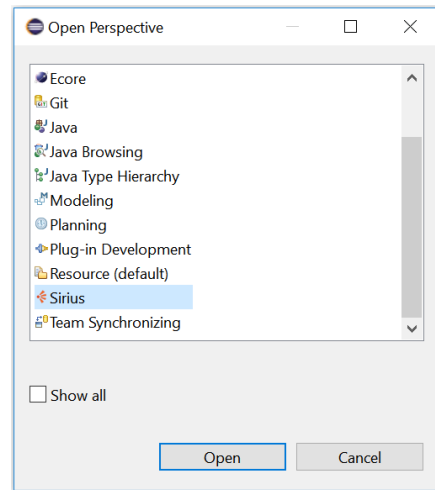 Open Perspective
Ecore
Git
Java
Java Browsing
Java Type Hierarchy
Modeling
Planning
Plug-in Development
Resource (default)
Sirius
Team Synchronizing
Show all
Open Cancel